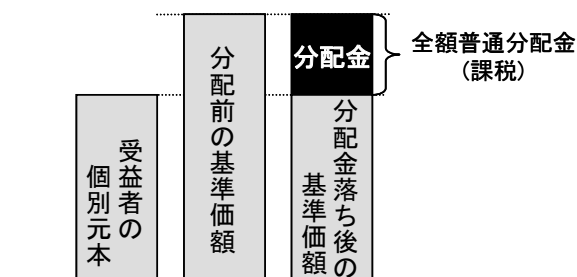 受益者の
個別元本
分配前の基準価額
分配金
分配金落ち後の
基準価額
全額普通分配金
(課税)